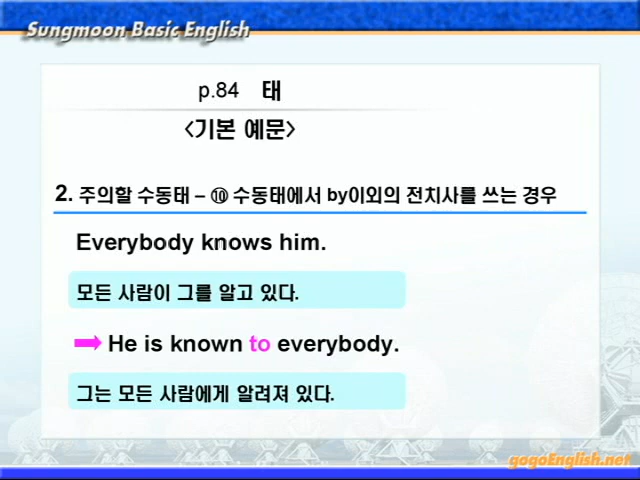 Sungmoon Basic English
p.84 태
<기본 예문>
2. 주의할 수동태 – ⑩ 수동태에서 by이외의 전치사를 쓰는 경우
Everybody knows him.
모든 사람이 그를 알고 있다.
➡ He is known to everybody.
그는 모든 사람에게 알려져 있다.
gogoEnglish.net